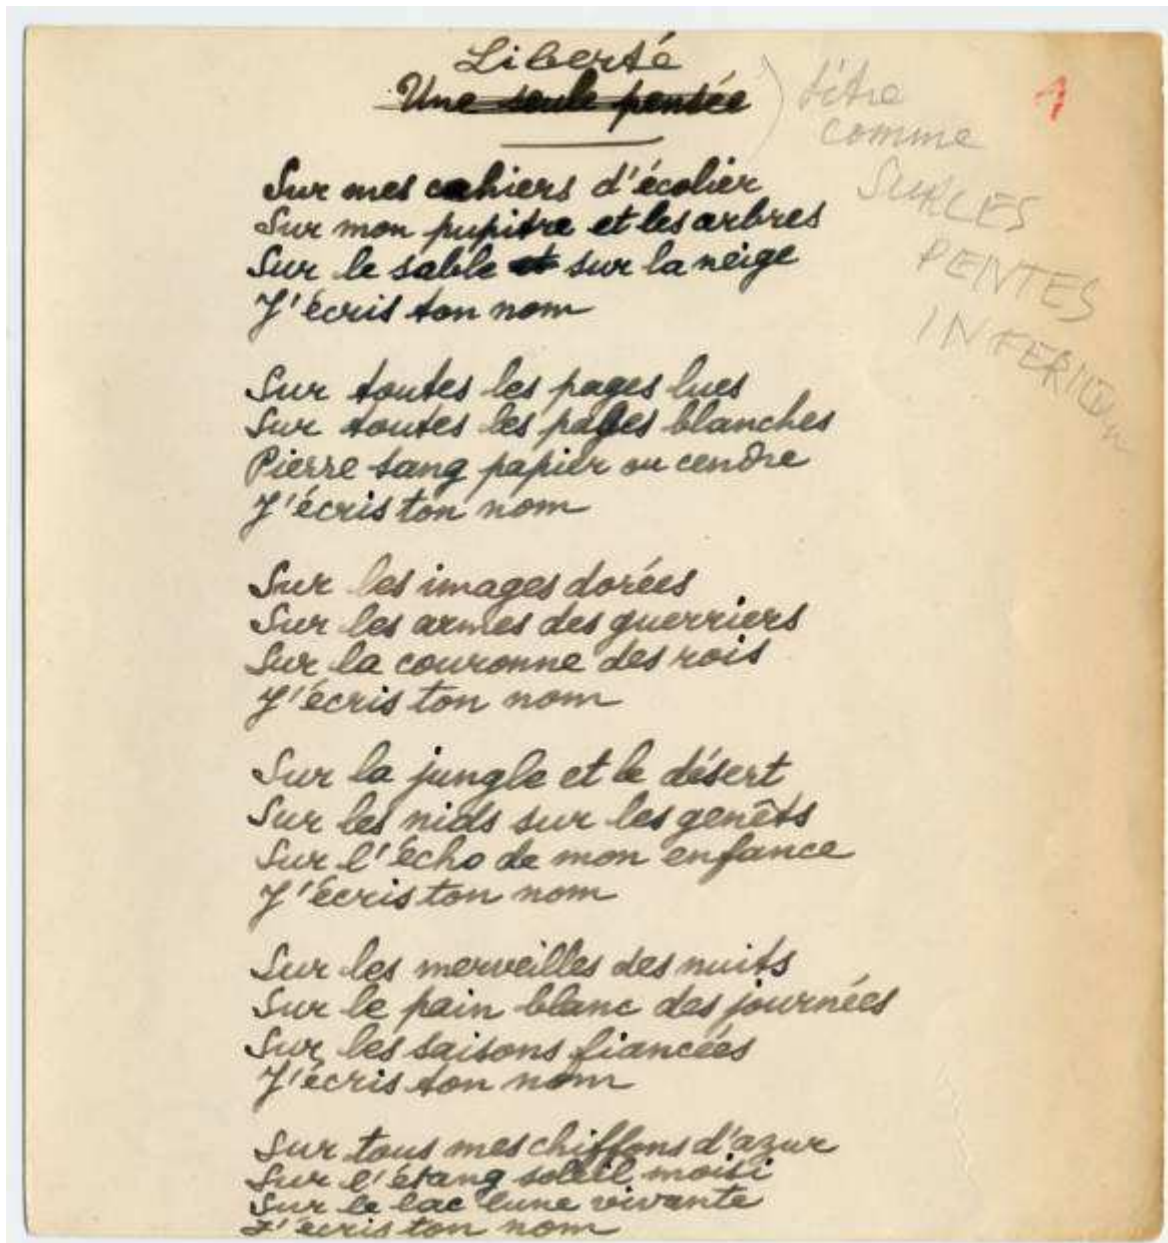 Liberté
Une seule pensée
) titre
comme
SUR LES
PENTES
INFERIEU
1
Sur mes cahiers d'écolier
Sur mon pupitre et les arbres
Sur le sable et sur la neige
J'écris ton nom
Sur toutes les pages lues
Sur toutes les pages blanches
Pierre sang papier ou cendre
J'écris ton nom
Sur les images dorées
Sur les armes des guerriers
Sur la couronne des rois
J'écris ton nom
Sur la jungle et le désert
Sur les nids sur les genêts
Sur l'écho de mon enfance
J'écris ton nom
Sur les merveilles des nuits
Sur le pain blanc des journées
Sur les saisons fiancées
J'écris ton nom
Sur tous mes chiffons d'azur
Sur l'étang soleil moisi
Sur le lac lune vivante
J'écris ton nom